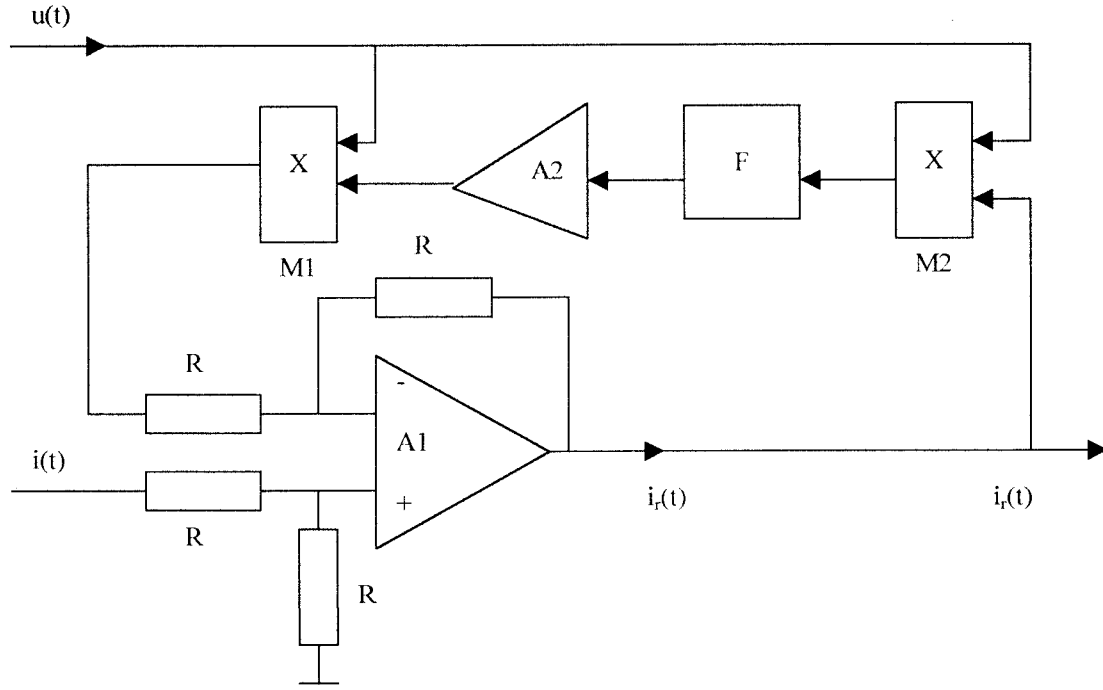 u(t)
X
A2
F
X
M1
M2
R
R
-
A1
i(t)
+
R
i_r(t)
i_r(t)
R